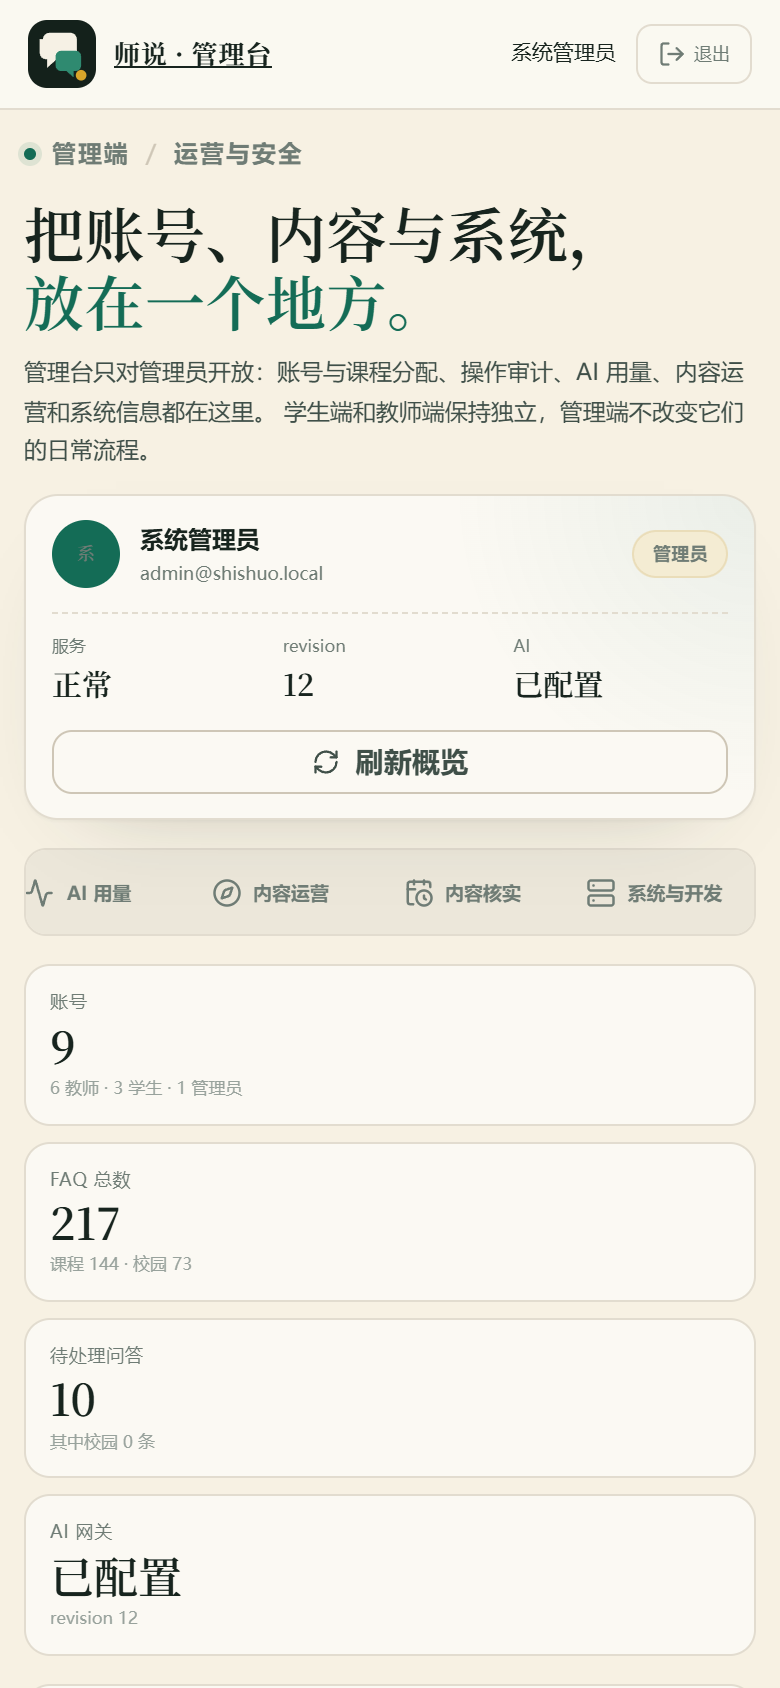 师说 · 管理台
系统管理员
退出
管理端 / 运营与安全
把账号、内容与系统，
放在一个地方。
管理台只对管理员开放：账号与课程分配、操作审计、AI 用量、内容运
营和系统信息都在这里。 学生端和教师端保持独立，管理端不改变它们
的日常流程。
系
系统管理员
admin@shishuo.local
管理员
服务
正常
revision
12
AI
已配置
刷新概览
AI 用量
内容运营
内容核实
系统与开发
账号
9
6 教师 · 3 学生 · 1 管理员
FAQ 总数
217
课程 144 · 校园 73
待处理问答
10
其中校园 0 条
AI 网关
已配置
revision 12